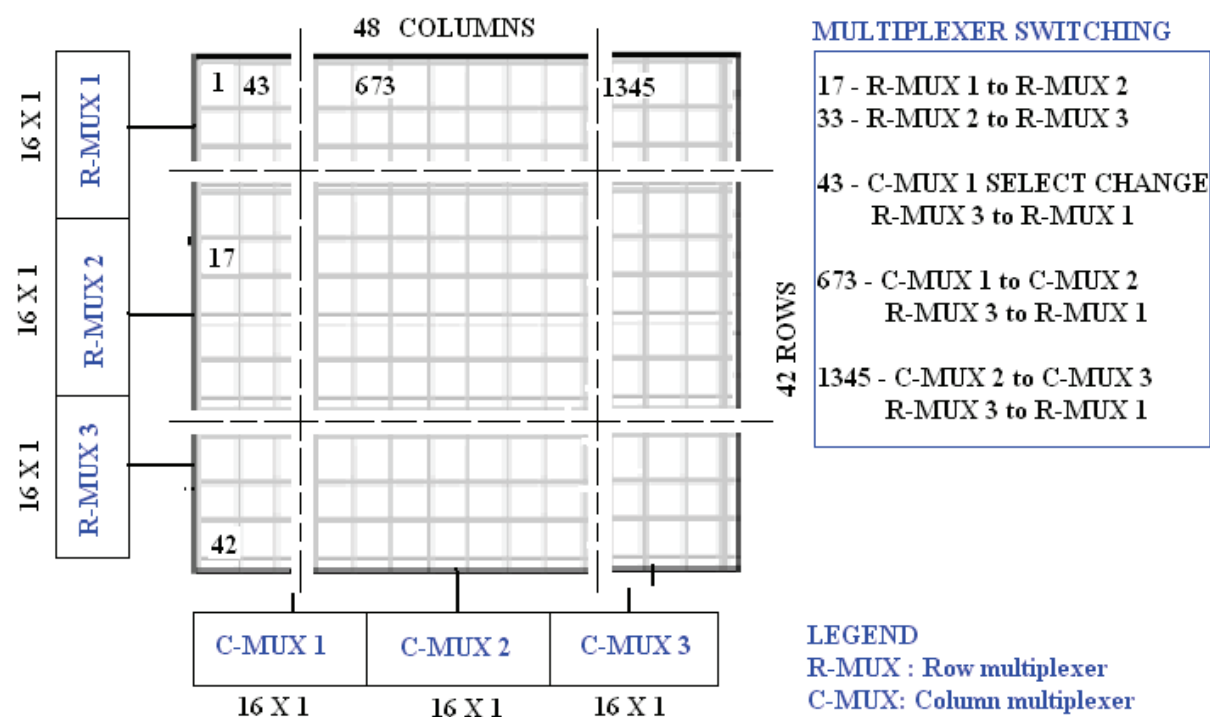 48 COLUMNS
1 43 673 1345
17
42
16 X 1
R-MUX 1
16 X 1
R-MUX 2
16 X 1
R-MUX 3
42 ROWS
C-MUX 1 C-MUX 2 C-MUX 3
16 X 1 16 X 1 16 X 1
MULTIPLEXER SWITCHING
17 - R-MUX 1 to R-MUX 2
33 - R-MUX 2 to R-MUX 3
43 - C-MUX 1 SELECT CHANGE
R-MUX 3 to R-MUX 1
673 - C-MUX 1 to C-MUX 2
R-MUX 3 to R-MUX 1
1345 - C-MUX 2 to C-MUX 3
R-MUX 3 to R-MUX 1
LEGEND
R-MUX : Row multiplexer
C-MUX: Column multiplexer